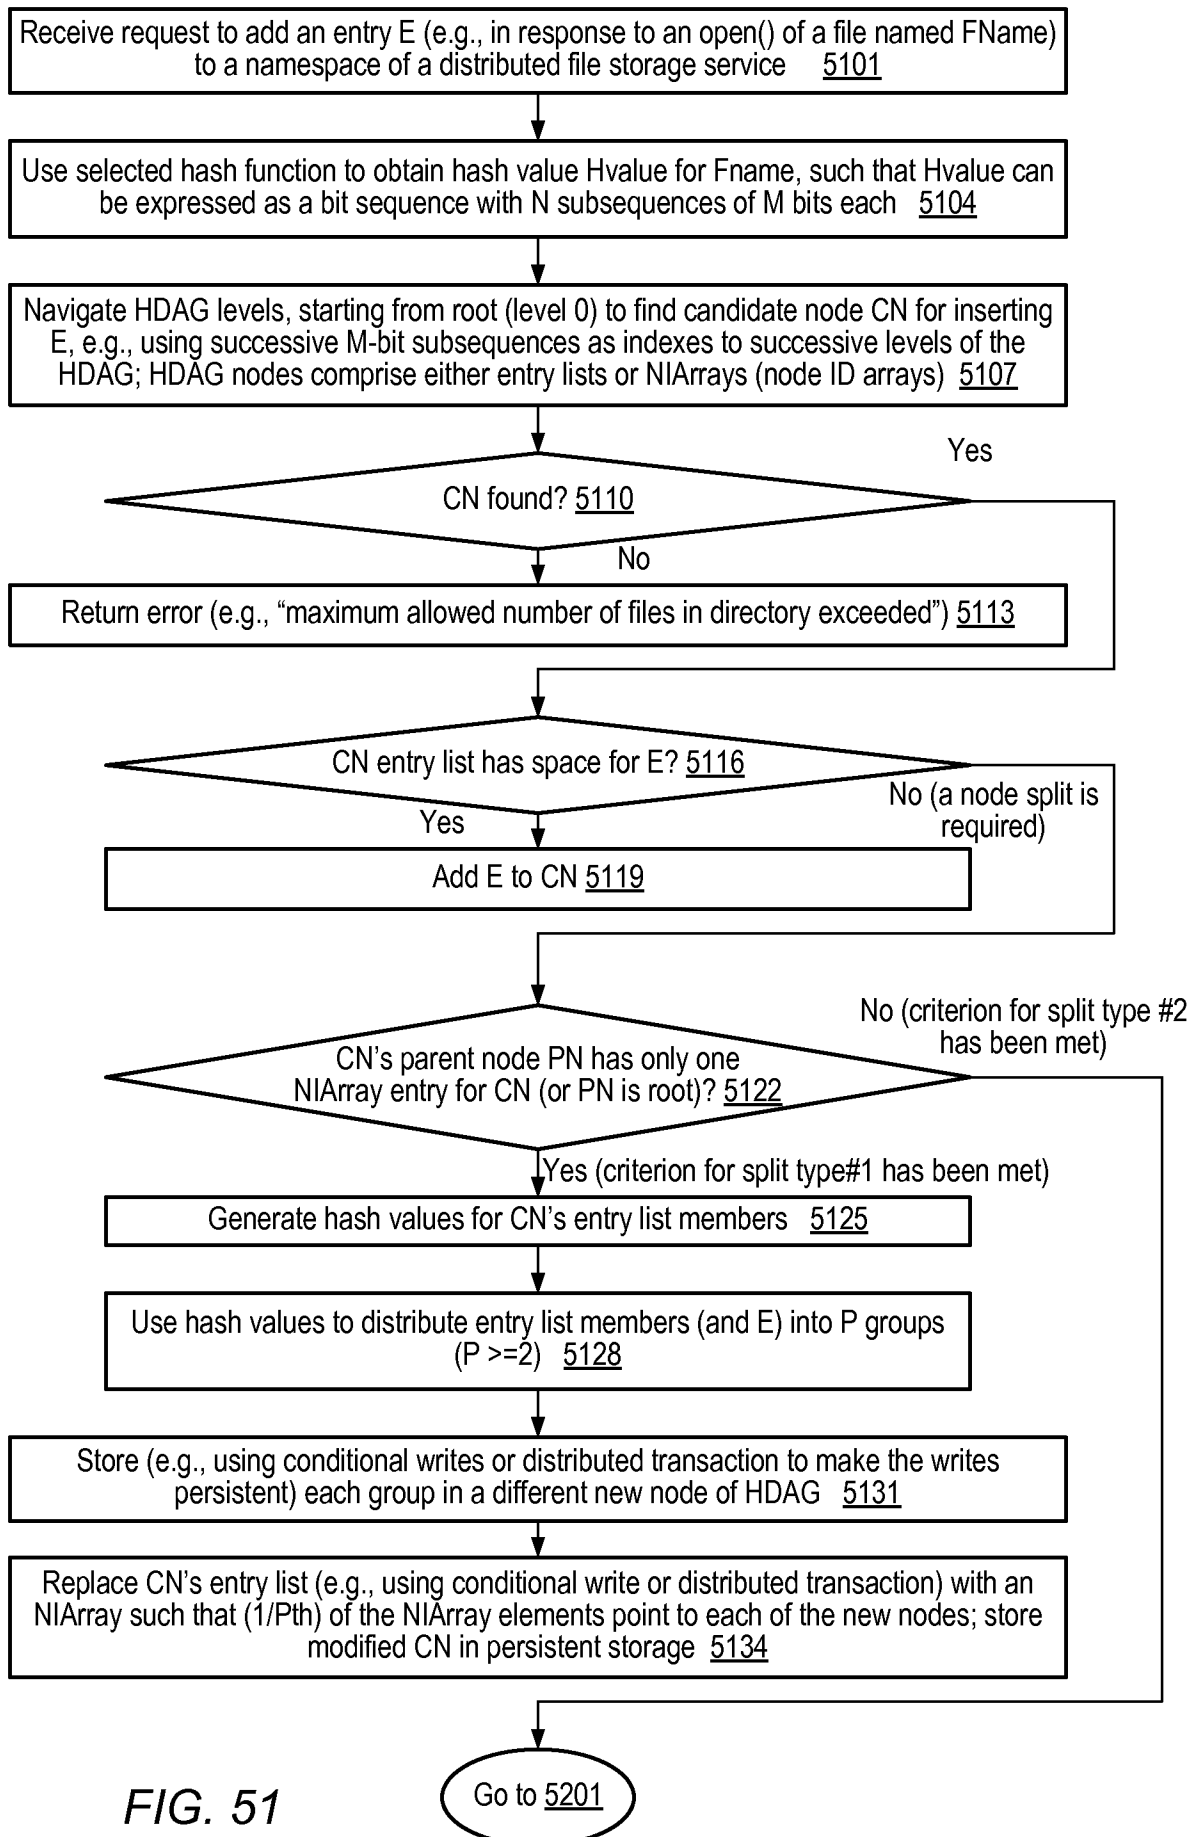 Receive request to add an entry E (e.g., in response to an open() of a file named FName)
to a namespace of a distributed file storage service 5101
Use selected hash function to obtain hash value Hvalue for Fname, such that Hvalue can
be expressed as a bit sequence with N subsequences of M bits each 5104
Navigate HDAG levels, starting from root (level 0) to find candidate node CN for inserting
E, e.g., using successive M-bit subsequences as indexes to successive levels of the
HDAG; HDAG nodes comprise either entry lists or NIArrays (node ID arrays) 5107
Yes
CN found? 5110
No
Return error (e.g., “maximum allowed number of files in directory exceeded”) 5113
CN entry list has space for E? 5116
No (a node split is
required)
Yes
Add E to CN 5119
No (criterion for split type #2
has been met)
CN’s parent node PN has only one
NIArray entry for CN (or PN is root)? 5122
Yes (criterion for split type#1 has been met)
Generate hash values for CN’s entry list members 5125
Use hash values to distribute entry list members (and E) into P groups
(P >=2) 5128
Store (e.g., using conditional writes or distributed transaction to make the writes
persistent) each group in a different new node of HDAG 5131
Replace CN’s entry list (e.g., using conditional write or distributed transaction) with an
NIArray such that (1/Pth) of the NIArray elements point to each of the new nodes; store
modified CN in persistent storage 5134
Go to 5201
FIG. 51